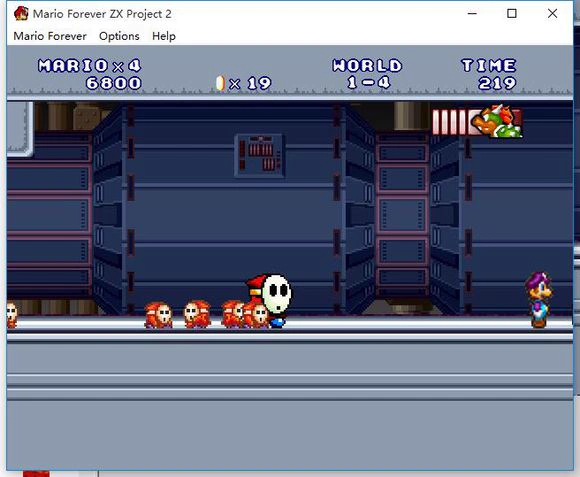 Mario Forever ZX Project 2
Mario Forever Options Help
MARIO × 4 WORLD TIME
6800 × 19 1-4 219